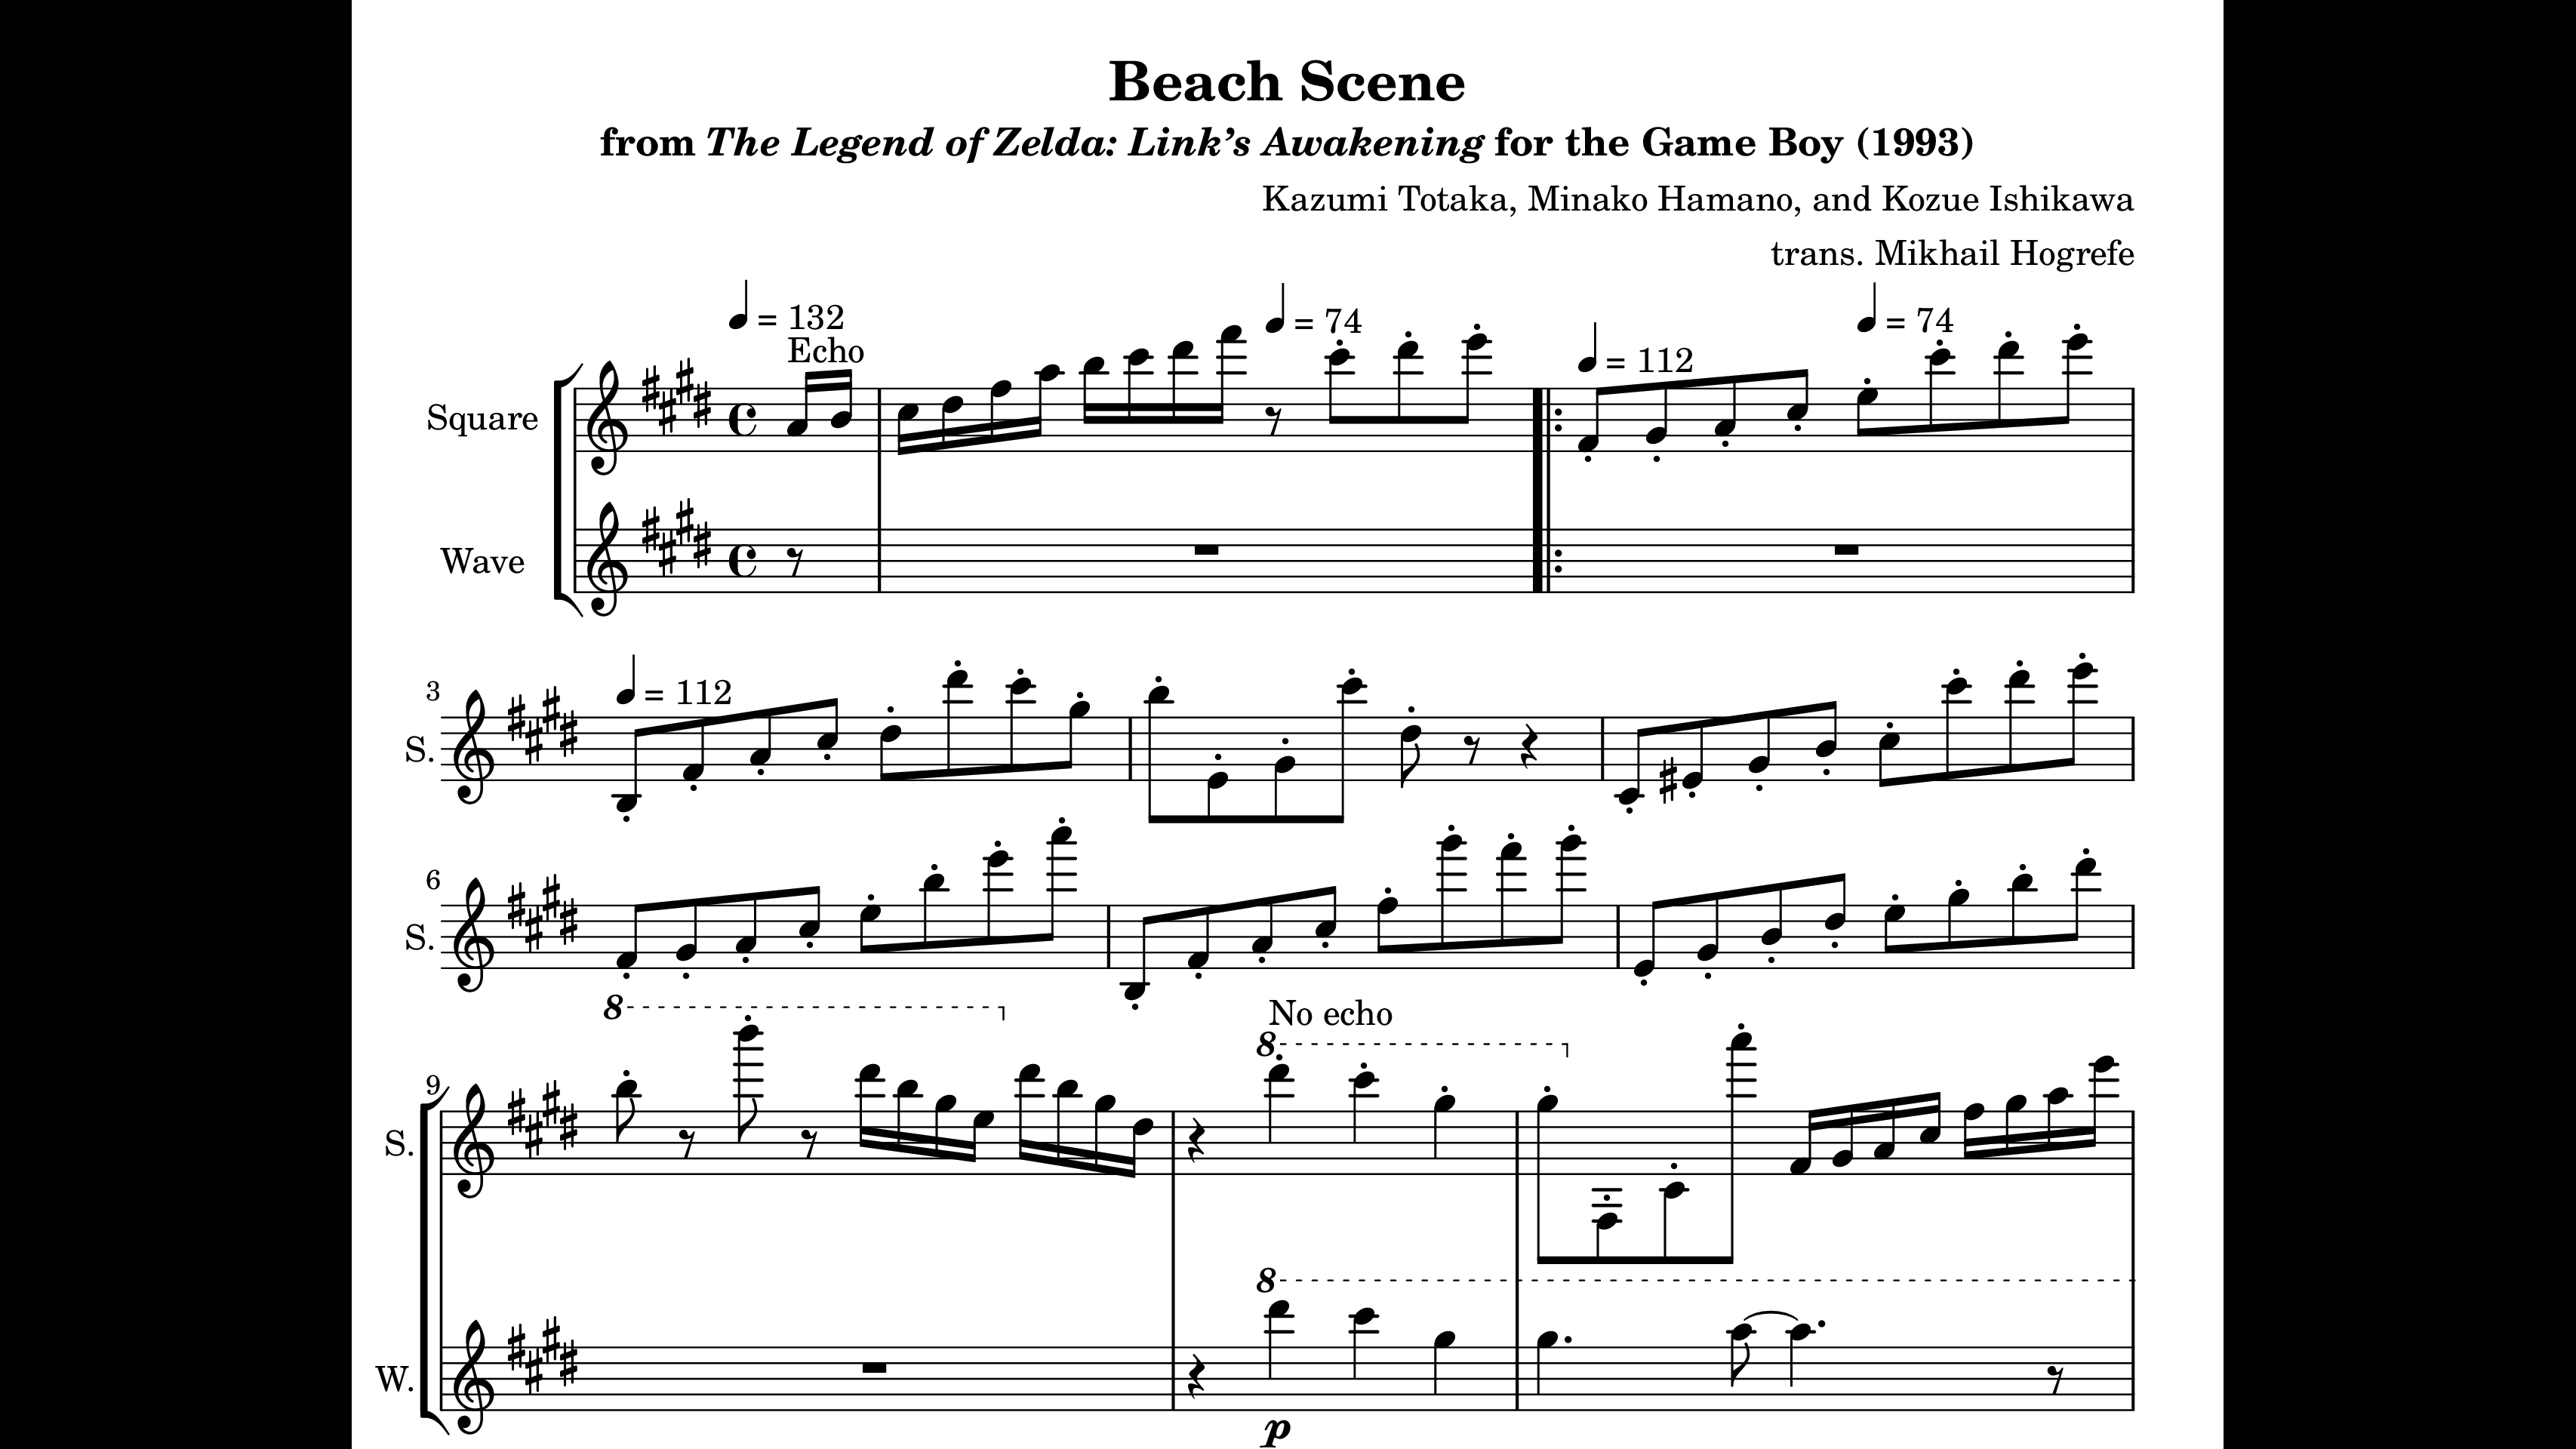 Beach Scene
from The Legend of Zelda: Link’s Awakening for the Game Boy (1993)
Kazumi Totaka, Minako Hamano, and Kozue Ishikawa
trans. Mikhail Hogrefe
= 132
Echo
= 74
= 112
= 74
Square
Wave
3
= 112
S.
6
S.
8
No echo
8
9
S.
8
W.
p